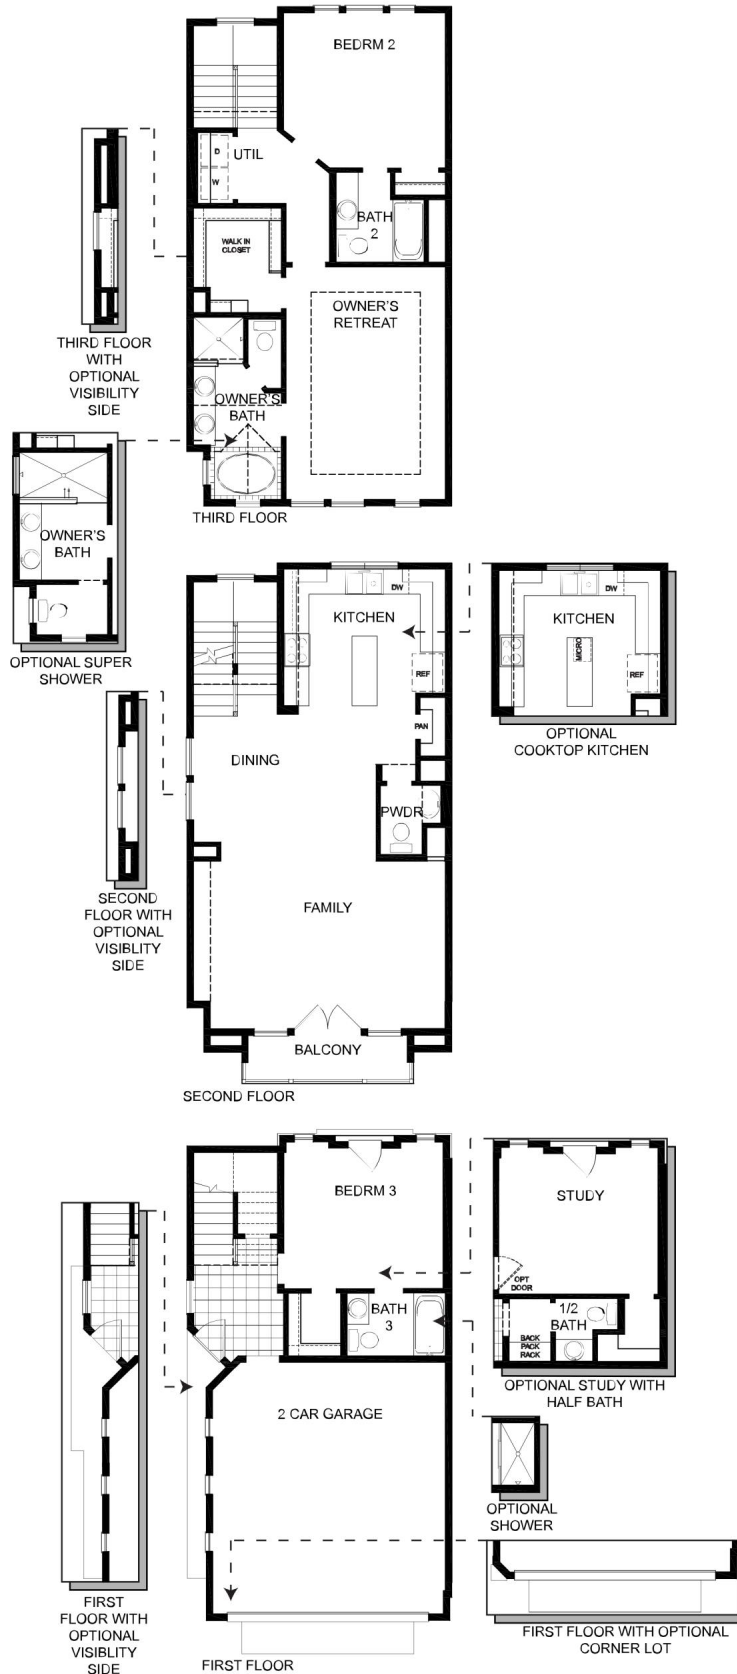 BEDRM 2
D
UTIL
W
BATH
2
WALK IN
CLOSET
OWNER'S
RETREAT
THIRD FLOOR
WITH
OPTIONAL
VISIBILITY
SIDE
OWNER'S
BATH
THIRD FLOOR
OWNER'S
BATH
OPTIONAL SUPER
SHOWER
DW
KITCHEN
REF
PAN
DINING
PWDR
DW
KITCHEN
MICRO
REF
OPTIONAL
COOKTOP KITCHEN
SECOND
FLOOR WITH
OPTIONAL
VISIBLITY
SIDE
FAMILY
BALCONY
SECOND FLOOR
BEDRM 3
BATH
3
STUDY
OPT
DOOR
1/2
BATH
BACK
PACK
RACK
OPTIONAL STUDY WITH
HALF BATH
2 CAR GARAGE
OPTIONAL
SHOWER
FIRST
FLOOR WITH
OPTIONAL
VISIBLITY
SIDE
FIRST FLOOR
FIRST FLOOR WITH OPTIONAL
CORNER LOT